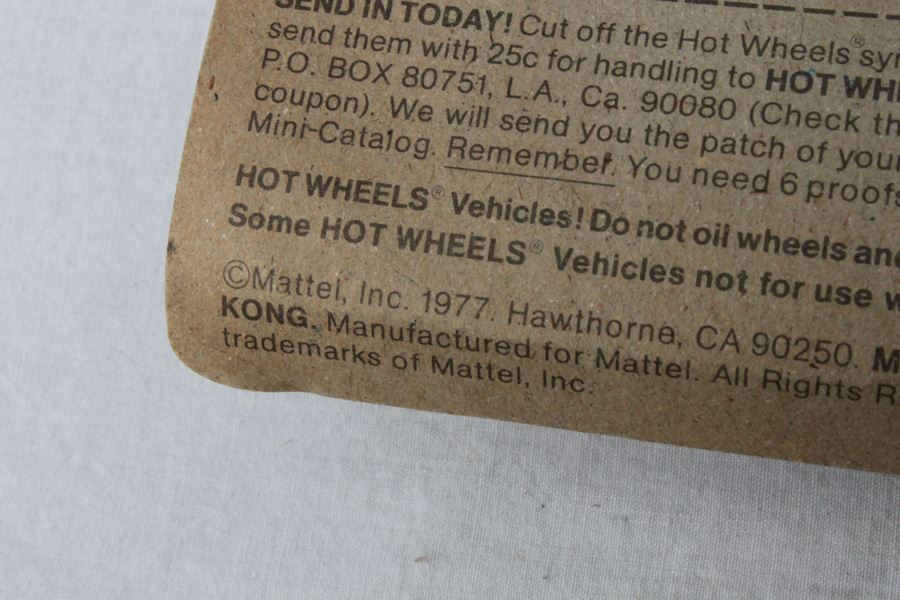 SEND IN TODAY! Cut off the Hot Wheels® sy
send them with 25c for handling to HOT WH
P.O. BOX 80751, L.A., Ca. 90080 (Check th
coupon). We will send you the patch of your
Mini-Catalog. Remember. You need 6 proofs
HOT WHEELS® Vehicles! Do not oil wheels and
Some HOT WHEELS® Vehicles not for use w
©Mattel, Inc. 1977. Hawthorne, CA 90250. M
KONG. Manufactured for Mattel. All Rights R
trademarks of Mattel, Inc.